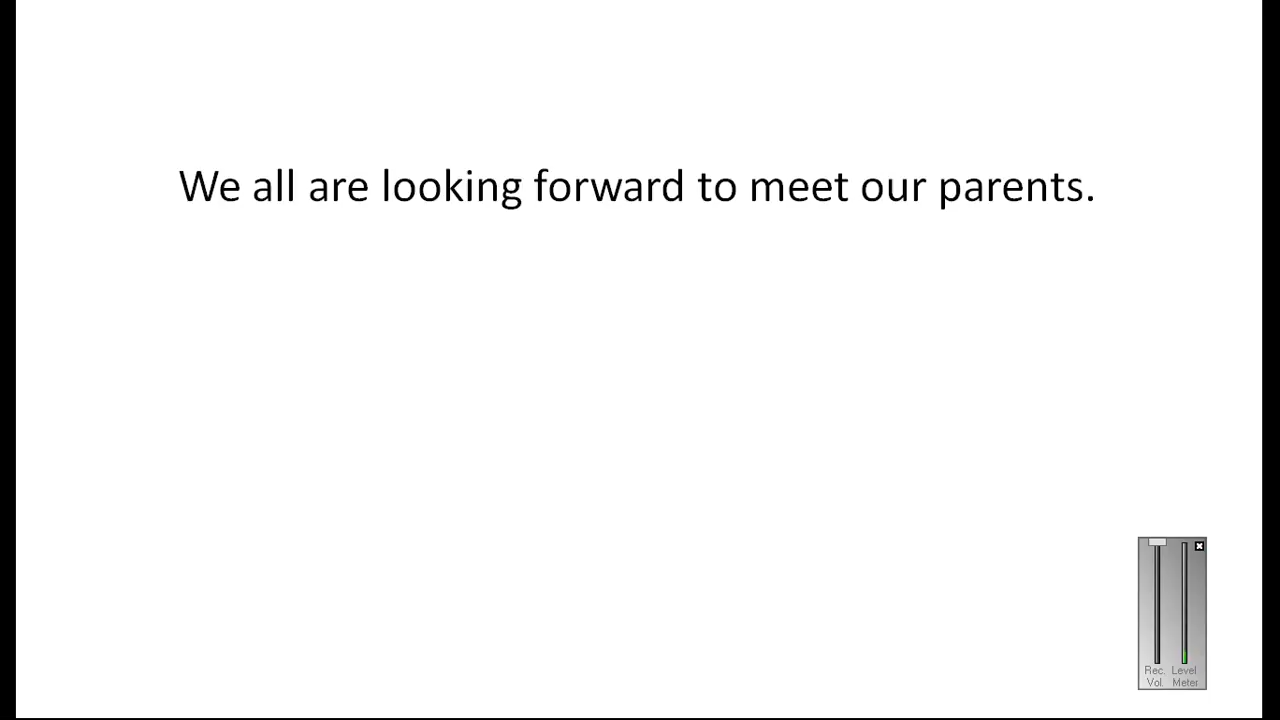 We all are looking forward to meet our parents.
Rec. Level
Vol. Meter